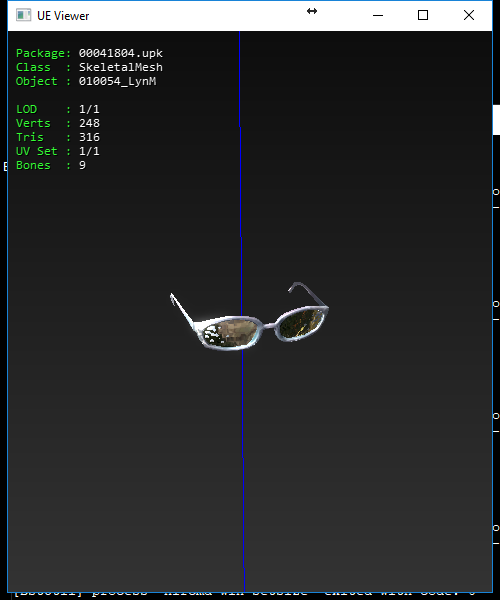 UE Viewer
Package: 00041804.upk
Class : SkeletalMesh
Object : 010054_LynM
LOD : 1/1
Verts : 248
Tris : 316
UV Set : 1/1
Bones : 9